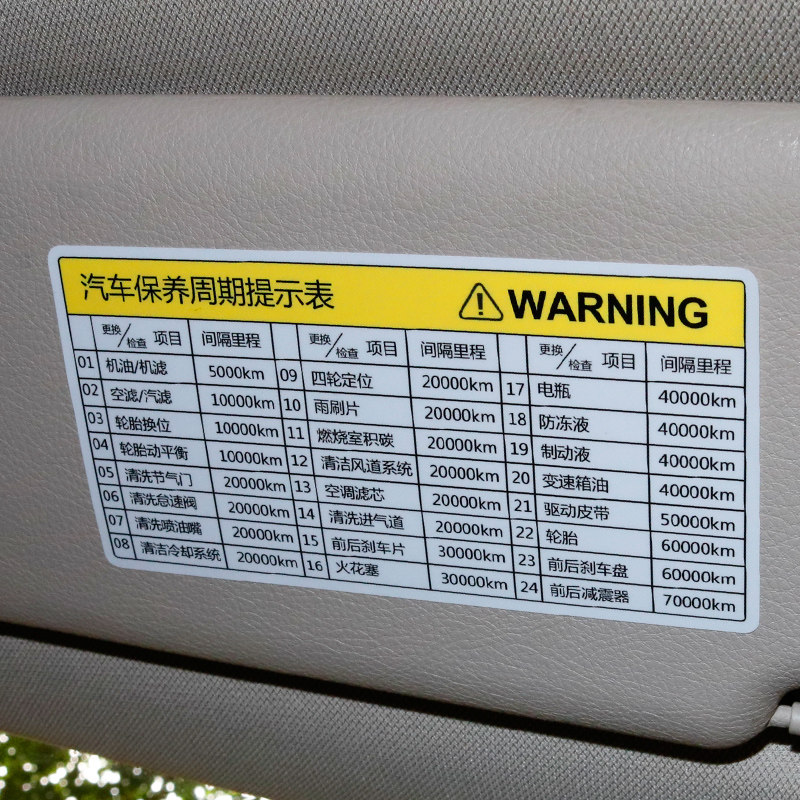 汽车保养周期提示表 WARNING
更换/检查 项目 间隔里程 更换/检查 项目 间隔里程 更换/检查 项目 间隔里程
01 机油/机滤 5000km 09 四轮定位 20000km 17 电瓶 40000km
02 空滤/汽滤 10000km 10 雨刷片 20000km 18 防冻液 40000km
03 轮胎换位 10000km 11 燃烧室积碳 20000km 19 制动液 40000km
04 轮胎动平衡 10000km 12 清洁风道系统 20000km 20 变速箱油 40000km
05 清洗节气门 20000km 13 空调滤芯 20000km 21 驱动皮带 50000km
06 清洗怠速阀 20000km 14 清洗进气道 20000km 22 轮胎 60000km
07 清洗喷油嘴 20000km 15 前后刹车片 30000km 23 前后刹车盘 60000km
08 清洁冷却系统 20000km 16 火花塞 30000km 24 前后减震器 70000km